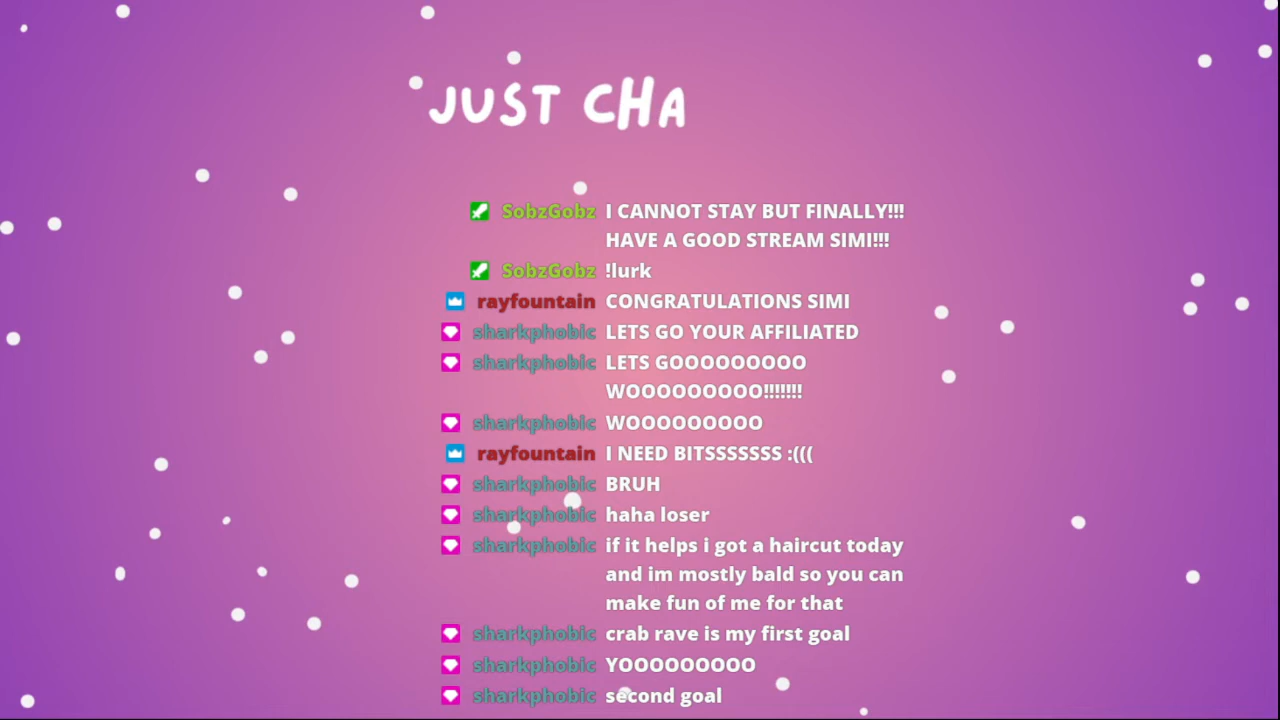 JUST CHA
SobzGobz I CANNOT STAY BUT FINALLY!!!
HAVE A GOOD STREAM SIMI!!!
SobzGobz !lurk
rayfountain CONGRATULATIONS SIMI
sharkphobic LETS GO YOUR AFFILIATED
sharkphobic LETS GOOOOOOOOO
WOOOOOOOOO!!!!!!!
sharkphobic WOOOOOOOOO
rayfountain I NEED BITSSSSSSS :(((
sharkphobic BRUH
sharkphobic haha loser
sharkphobic if it helps i got a haircut today
and im mostly bald so you can
make fun of me for that
sharkphobic crab rave is my first goal
sharkphobic YOOOOOOOOO
sharkphobic second goal